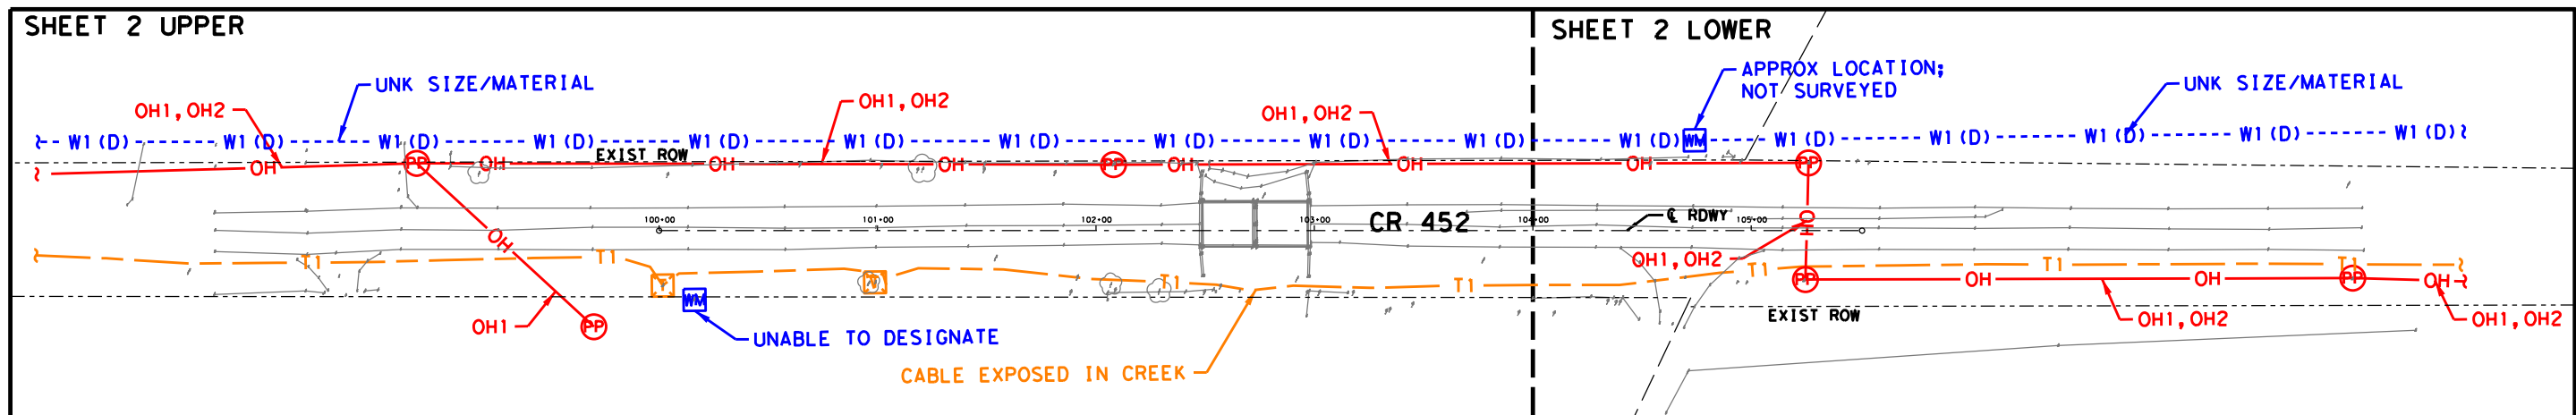 SHEET 2 UPPER
SHEET 2 LOWER
UNK SIZE/MATERIAL
APPROX LOCATION;
NOT SURVEYED
UNK SIZE/MATERIAL
OH1,OH2
OH1,OH2
OH1,OH2
W1 (D) W1 (D) W1 (D) W1 (D) W1 (D) W1 (D) W1 (D) W1 (D) W1 (D) W1 (D) W1 (D) WM W1 (D) W1 (D) W1 (D) W1 (D) W1 (D)
EXIST ROW
OH PP OH OH OH PP OH OH OH PP
100+00 101+00 102+00 103+00 104+00 105+00
CR 452
℄ RDWY
OH
OH
OH1,OH2
T1 T1 T1 T1 T1 T1 T1
T T
PP OH OH PP OH
WM
EXIST ROW
OH1 PP
OH1,OH2
OH1,OH2
UNABLE TO DESIGNATE
CABLE EXPOSED IN CREEK